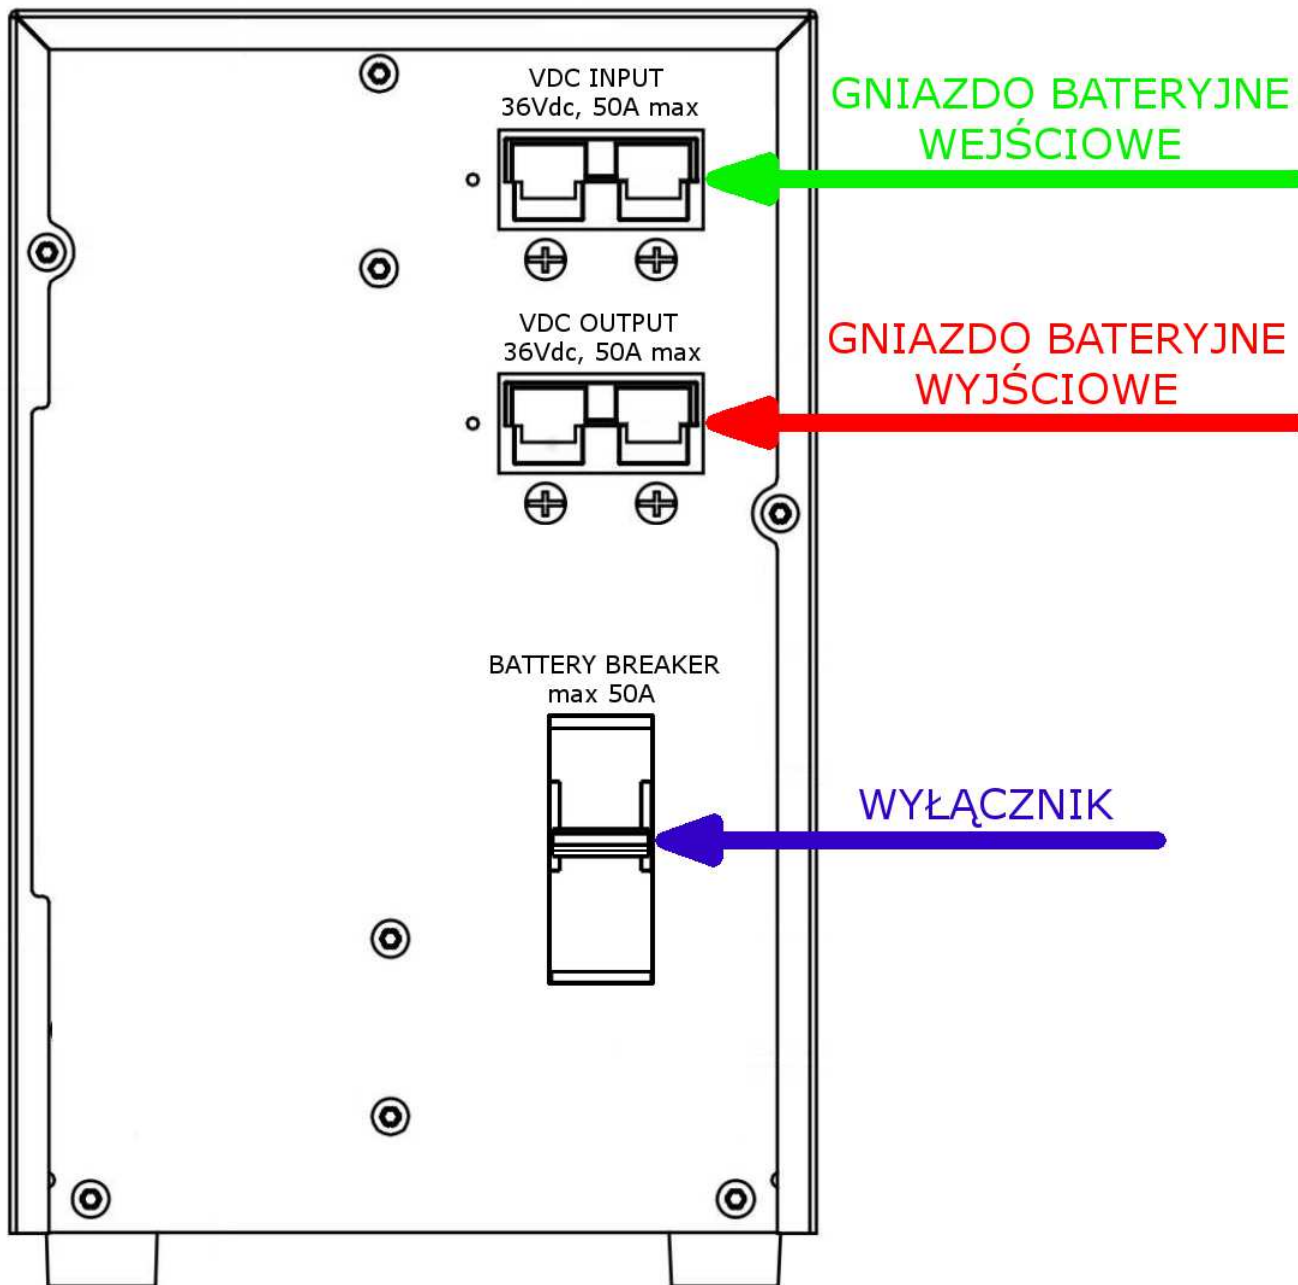 VDC INPUT
36Vdc, 50A max
GNIAZDO BATERYJNE
WEJŚCIOWE
VDC OUTPUT
36Vdc, 50A max
GNIAZDO BATERYJNE
WYJŚCIOWE
BATTERY BREAKER
max 50A
WYŁĄCZNIK